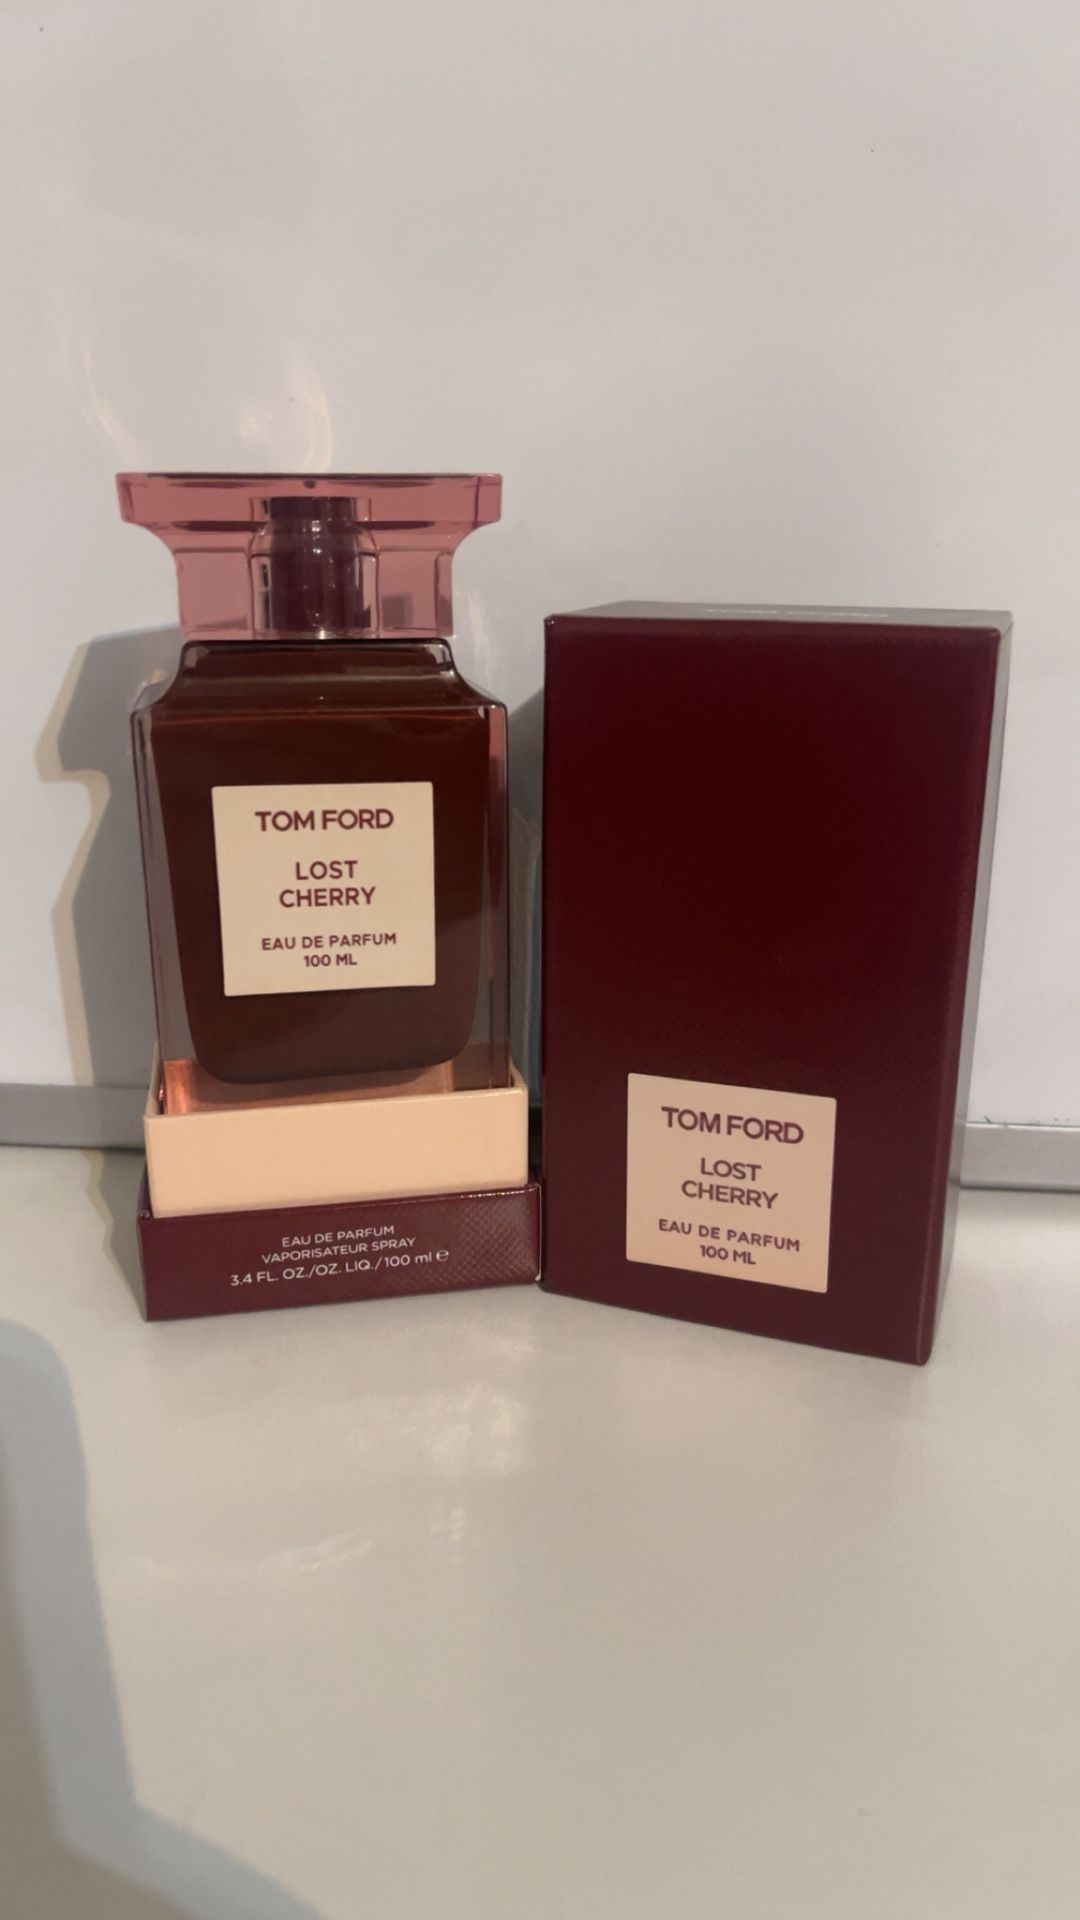 TOM FORD
LOST
CHERRY
EAU DE PARFUM
100 ML
EAU DE PARFUM
VAPORISATEUR SPRAY
3.4 FL. OZ./OZ. LIQ./100 ml ℮
TOM FORD
LOST
CHERRY
EAU DE PARFUM
100 ML